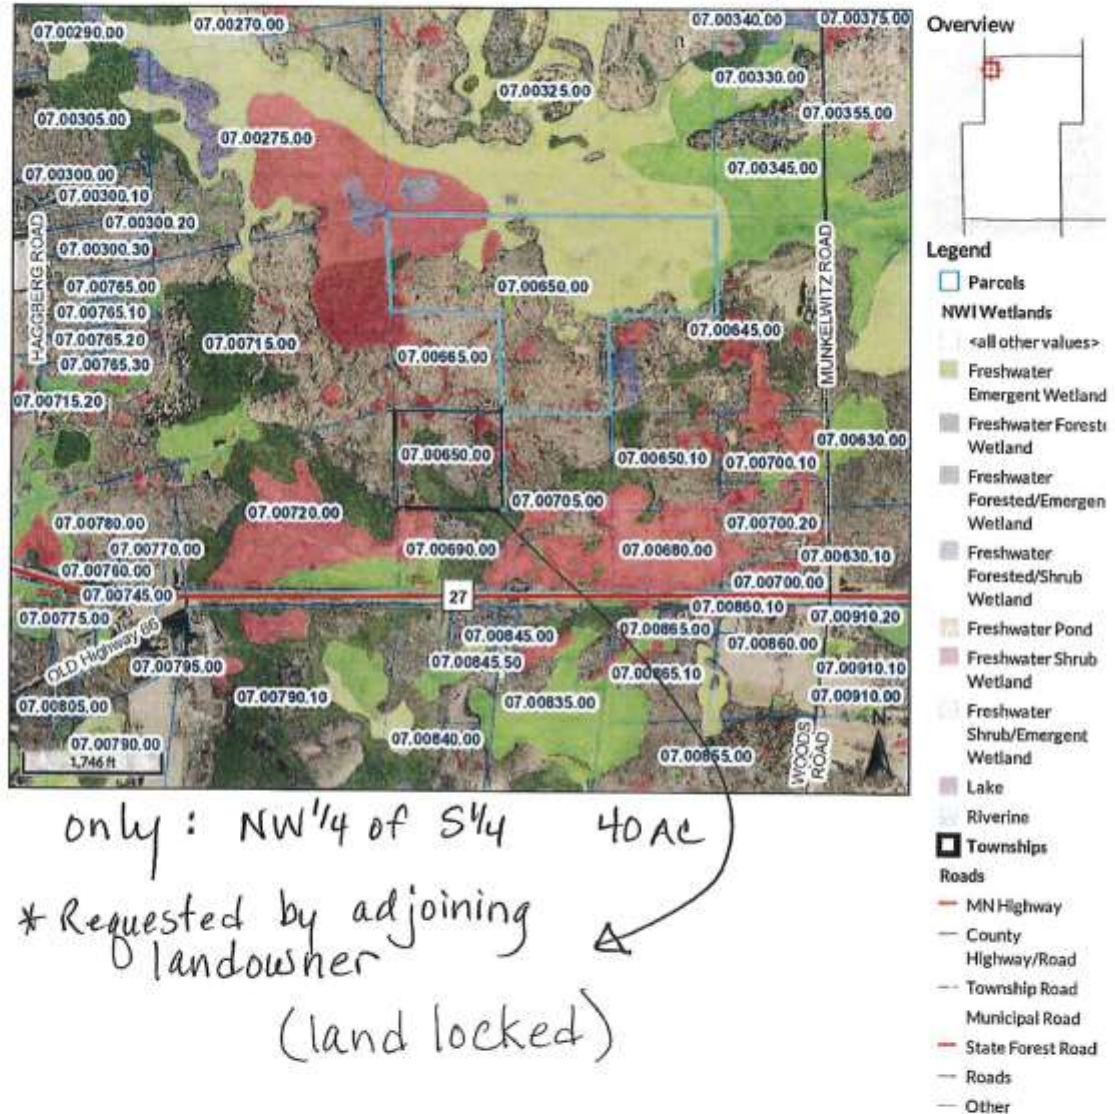 07.00290.00
07.00270.00
07.00340.00
07.00375.00
07.00325.00
07.00330.00
07.00355.00
07.00305.00
07.00275.00
07.00345.00
07.00300.00
07.00300.10
07.00300.20
07.00300.30
HAGGBERG ROAD
MUNKELWITZ ROAD
07.00765.00
07.00765.10
07.00765.20
07.00765.30
07.00715.20
07.00715.00
07.00650.00
07.00645.00
07.00665.00
07.00650.00
07.00650.10
07.00700.10
07.00630.00
07.00705.00
07.00720.00
07.00700.20
07.00780.00
07.00770.00
07.00760.00
07.00745.00
07.00775.00
07.00690.00
07.00680.00
07.00630.10
07.00700.00
27
07.00860.10
07.00910.20
OLD Highway 66
07.00795.00
07.00845.00
07.00865.00
07.00860.00
07.00845.50
07.00865.10
07.00910.10
07.00910.00
07.00805.00
07.00790.10
07.00835.00
07.00790.00
07.00840.00
07.00855.00
WOODS ROAD
N
1,746 ft
Overview
Legend
Parcels
NWI Wetlands
<all other values>
Freshwater
Emergent Wetland
Freshwater Foreste
Wetland
Freshwater
Forested/Emergen
Wetland
Freshwater
Forested/Shrub
Wetland
Freshwater Pond
Freshwater Shrub
Wetland
Freshwater
Shrub/Emergent
Wetland
Lake
Riverine
Townships
Roads
MN Highway
County
Highway/Road
Township Road
Municipal Road
State Forest Road
Roads
Other
only : NW 1/4 of S 1/4 40 AC
* Requested by adjoining
landowner
(land locked)